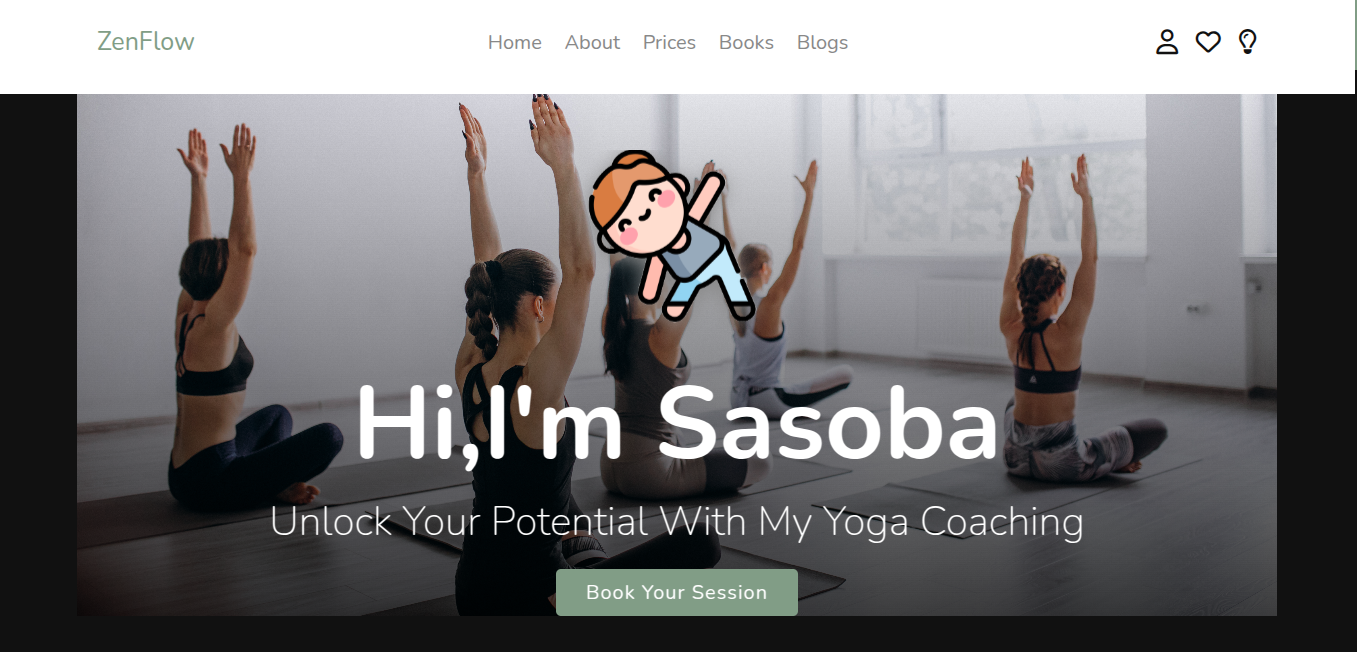 ZenFlow
Home About Prices Books Blogs
Hi,I'm Sasoba
Unlock Your Potential With My Yoga Coaching
Book Your Session